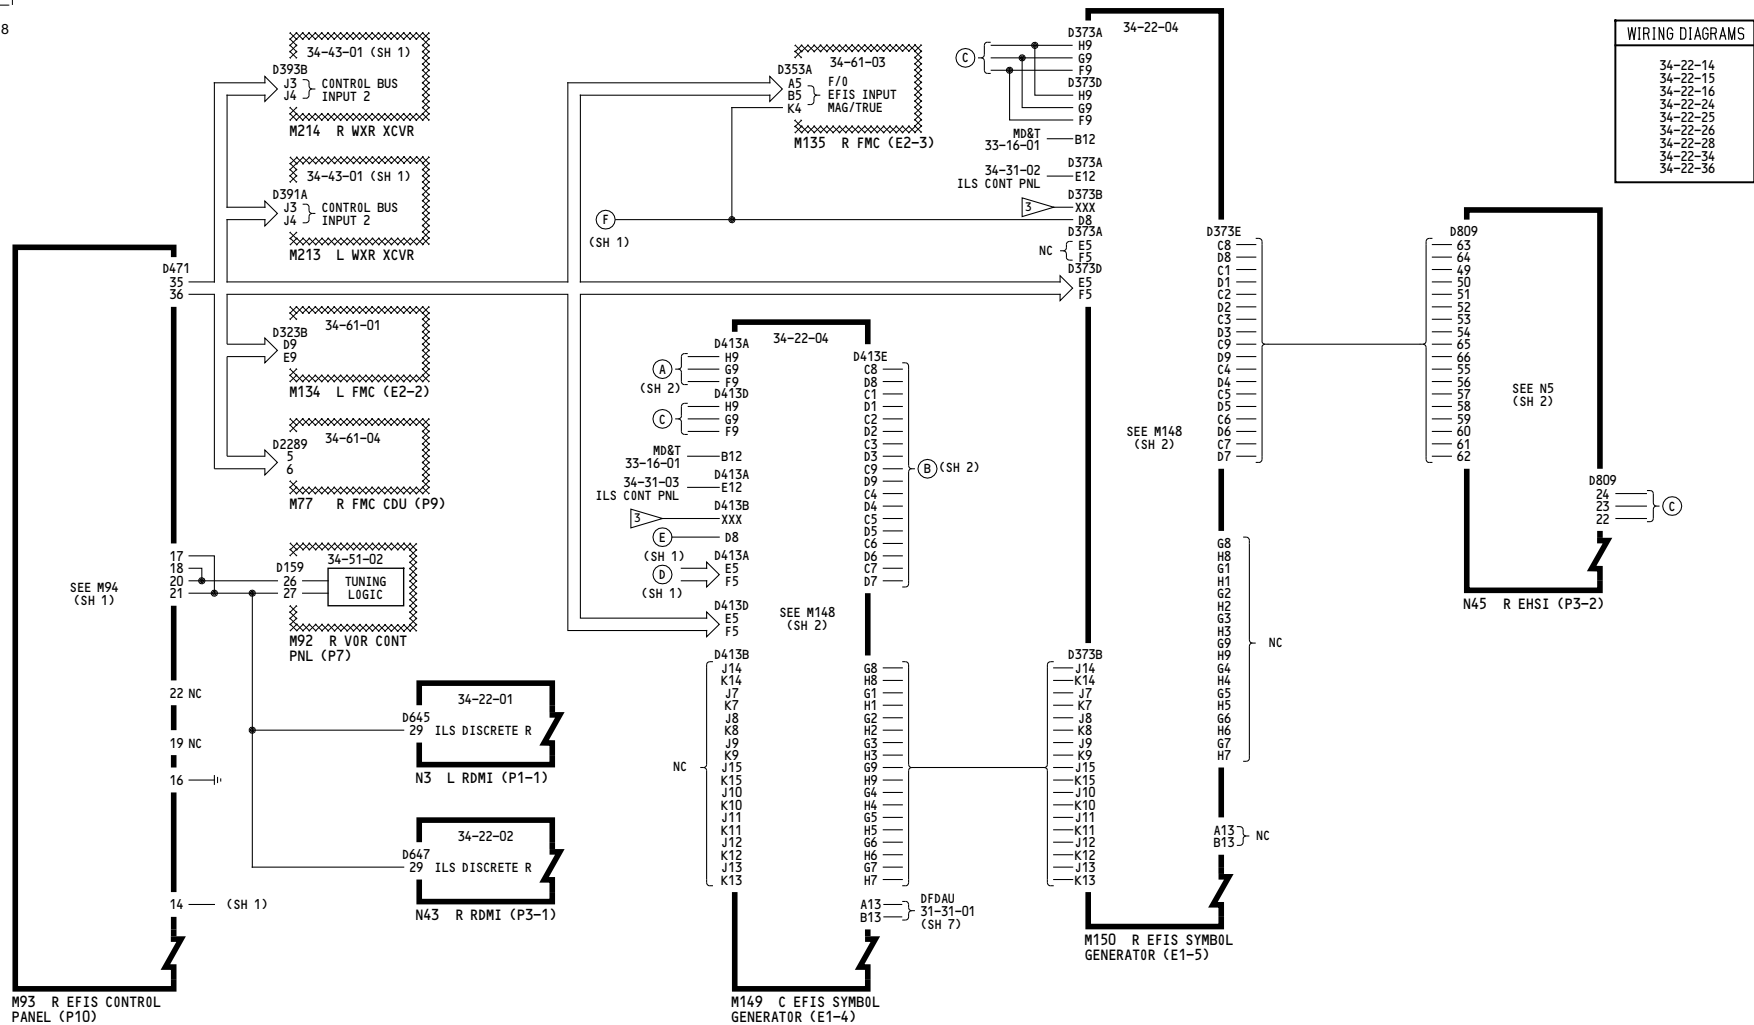 8
34-43-01 (SH 1)
D393B
J3
J4
CONTROL BUS
INPUT 2
M214 R WXR XCVR
34-43-01 (SH 1)
D391A
J3
J4
CONTROL BUS
INPUT 2
M213 L WXR XCVR
D471
35
36
34-61-01
D323B
D9
E9
M134 L FMC (E2-2)
34-61-04
D2289
5
6
M77 R FMC CDU (P9)
17
18
20
21
34-51-02
D159
26
27
TUNING
LOGIC
M92 R VOR CONT
PNL (P7)
SEE M94
(SH 1)
22 NC
19 NC
16
14
(SH 1)
M93 R EFIS CONTROL
PANEL (P10)
34-22-01
D645
29 ILS DISCRETE R
N3 L RDMI (P1-1)
34-22-02
D647
29 ILS DISCRETE R
N43 R RDMI (P3-1)
34-61-03
D353A
A5
B5
K4
F/O
EFIS INPUT
MAG/TRUE
M135 R FMC (E2-3)
F
(SH 1)
34-22-04
D413A
H9
G9
F9
A
(SH 2)
D413D
H9
G9
F9
C
MD&T
33-16-01
B12
D413A
34-31-03
ILS CONT PNL
E12
D413B
3
XXX
E
D8
(SH 1)
D413A
D
E5
F5
(SH 1)
D413D
E5
F5
D413B
J14
K14
J7
K7
J8
K8
J9
K9
J15
K15
J10
K10
J11
K11
J12
K12
J13
K13
NC
D413E
C8
D8
C1
D1
C2
D2
C3
D3
C9
D9
C4
D4
C5
D5
C6
D6
C7
D7
B (SH 2)
SEE M148
(SH 2)
G8
H8
G1
H1
G2
H2
G3
H3
G9
H9
G4
H4
G5
H5
G6
H6
G7
H7
A13
B13
DFDAU
31-31-01
(SH 7)
M149 C EFIS SYMBOL
GENERATOR (E1-4)
34-22-04
D373A
H9
G9
F9
C
D373D
H9
G9
F9
MD&T
33-16-01
B12
D373A
34-31-02
ILS CONT PNL
E12
D373B
3
XXX
D8
D373A
NC
E5
F5
D373D
E5
F5
D373B
J14
K14
J7
K7
J8
K8
J9
K9
J15
K15
J10
K10
J11
K11
J12
K12
J13
K13
D373E
C8
D8
C1
D1
C2
D2
C3
D3
C9
D9
C4
D4
C5
D5
C6
D6
C7
D7
SEE M148
(SH 2)
G8
H8
G1
H1
G2
H2
G3
H3
G9
H9
G4
H4
G5
H5
G6
H6
G7
H7
NC
A13
B13
NC
M150 R EFIS SYMBOL
GENERATOR (E1-5)
D809
63
64
49
50
51
52
53
54
65
66
55
56
57
58
59
60
61
62
SEE N5
(SH 2)
D809
24
23
22
C
N45 R EHSI (P3-2)
WIRING DIAGRAMS
34-22-14
34-22-15
34-22-16
34-22-24
34-22-25
34-22-26
34-22-28
34-22-34
34-22-36